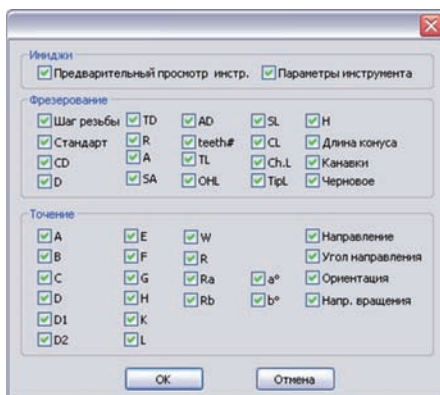 Иниджи
Предварительный просмотр инстр. Параметры инструмента
Фрезерование
Шаг резьбы TD AD SL H
Стандарт R teeth# CL Длина конуса
CD A TL Ch.L Канавки
D SA OHL TipL Черновое
Точение
A E W Направление
B F R Угол направления
C G Ra a° Ориентация
D H Rb b° Напр. вращения
D1 K
D2 L
OK Отмена